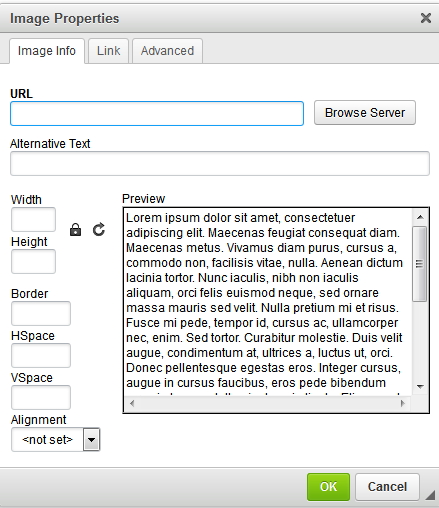 Image Properties
Image Info
Link
Advanced
URL
Browse Server
Alternative Text
Width
Height
Border
HSpace
VSpace
Alignment
<not set>
Preview
Lorem ipsum dolor sit amet, consectetuer
adipiscing elit. Maecenas feugiat consequat diam.
Maecenas metus. Vivamus diam purus, cursus a,
commodo non, facilisis vitae, nulla. Aenean dictum
lacinia tortor. Nunc iaculis, nibh non iaculis
aliquam, orci felis euismod neque, sed ornare
massa mauris sed velit. Nulla pretium mi et risus.
Fusce mi pede, tempor id, cursus ac, ullamcorper
nec, enim. Sed tortor. Curabitur molestie. Duis velit
augue, condimentum at, ultrices a, luctus ut, orci.
Donec pellentesque egestas eros. Integer cursus,
augue in cursus faucibus, eros pede bibendum
OK
Cancel